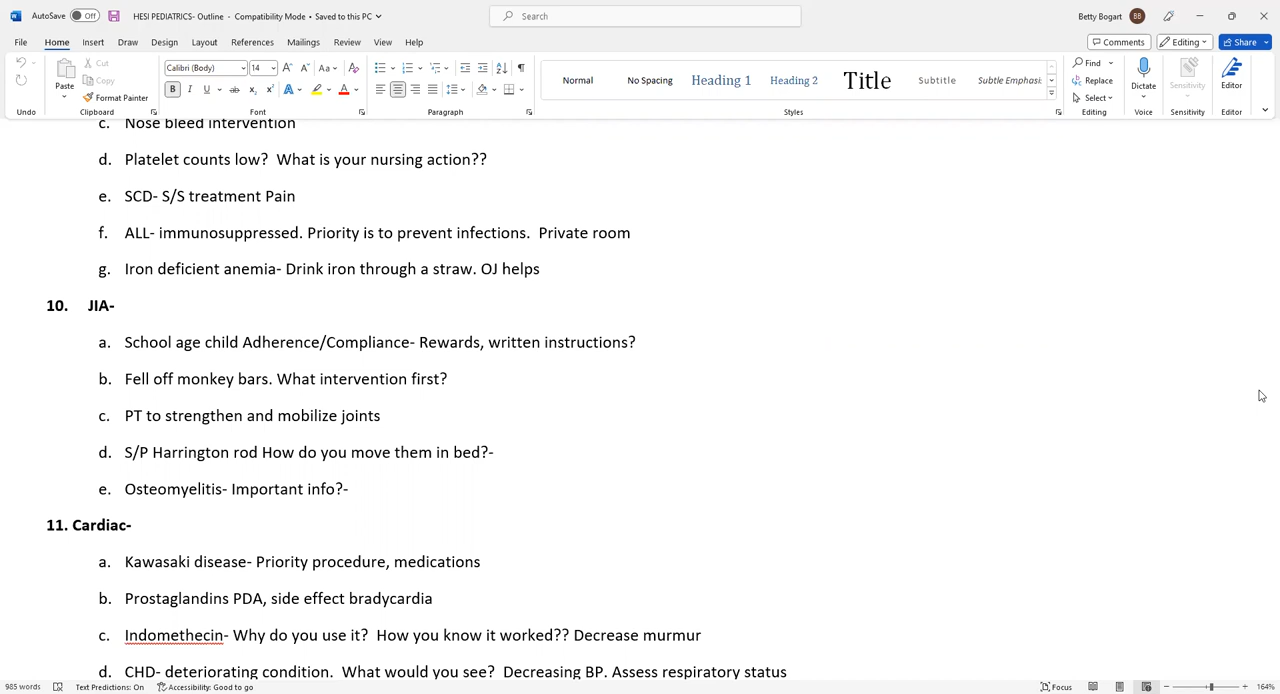 AutoSave Off HESI PEDIATRICS- Outline • Compatibility Mode • Saved to this PC Search Betty Bogart BB
File Home Insert Draw Design Layout References Mailings Review View Help Comments Editing Share
Paste Cut Copy Format Painter Calibri (Body) 14 Normal No Spacing Heading 1 Heading 2 Title Subtitle Subtle Emphasi Find Replace Select Dictate Sensitivity Editor
Undo Clipboard Font Paragraph Styles Editing Voice Sensitivity Editor
c. Nose bleed intervention
d. Platelet counts low? What is your nursing action??
e. SCD- S/S treatment Pain
f. ALL- immunosuppressed. Priority is to prevent infections. Private room
g. Iron deficient anemia- Drink iron through a straw. OJ helps
10. JIA-
a. School age child Adherence/Compliance- Rewards, written instructions?
b. Fell off monkey bars. What intervention first?
c. PT to strengthen and mobilize joints
d. S/P Harrington rod How do you move them in bed?-
e. Osteomyelitis- Important info?-
11. Cardiac-
a. Kawasaki disease- Priority procedure, medications
b. Prostaglandins PDA, side effect bradycardia
c. Indomethecin- Why do you use it? How you know it worked?? Decrease murmur
d. CHD- deteriorating condition. What would you see? Decreasing BP. Assess respiratory status
985 words Text Predictions: On Accessibility: Good to go Focus 164%